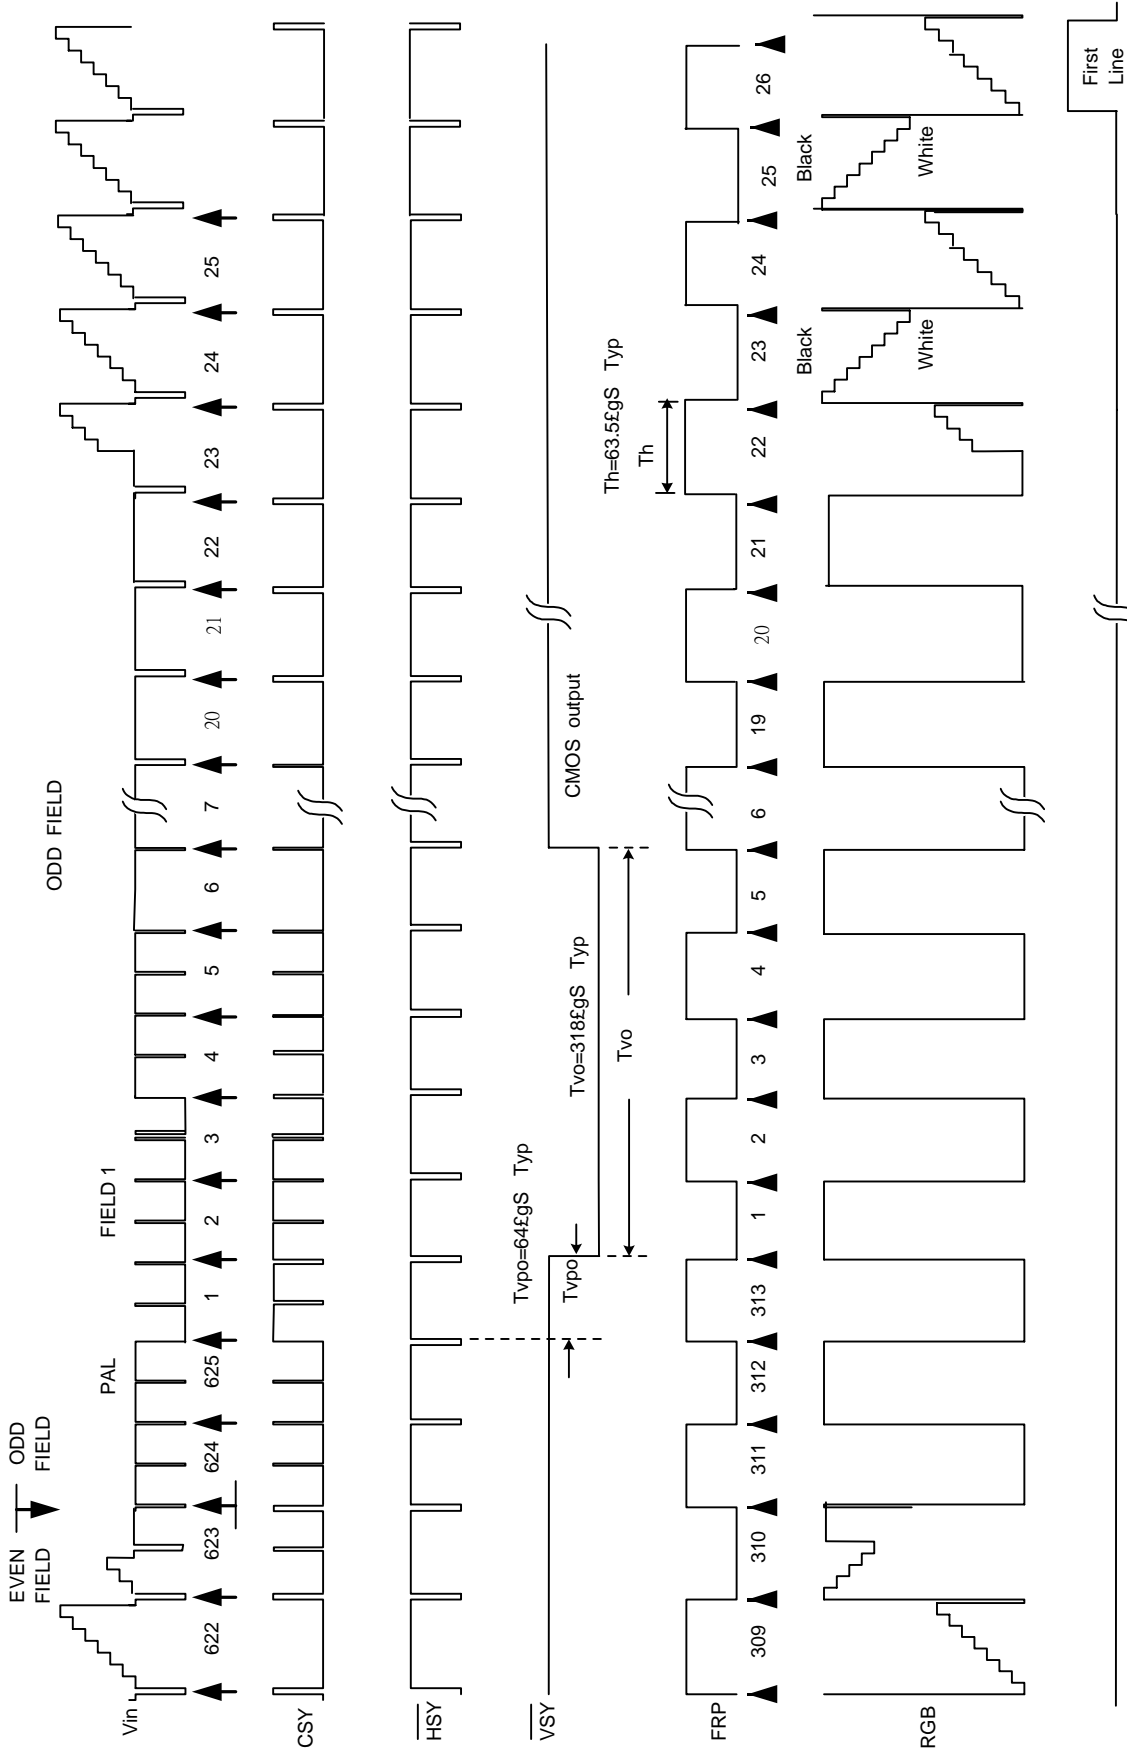 EVEN FIELD
ODD FIELD
ODD FIELD
PAL
FIELD 1
Vin
622 623 624 625 1 2 3 4 5 6 7 20 21 22 23 24 25
CSY
HSY
VSY
Tvpo=64£gS Typ
Tvpo
Tvo=318£gS Typ
Tvo
CMOS output
Th=63.5£gS Typ
Th
FRP
309 310 311 312 313 1 2 3 4 5 6 19 20 21 22 23 24 25 26
RGB
Black
White
Black
White
First
Line